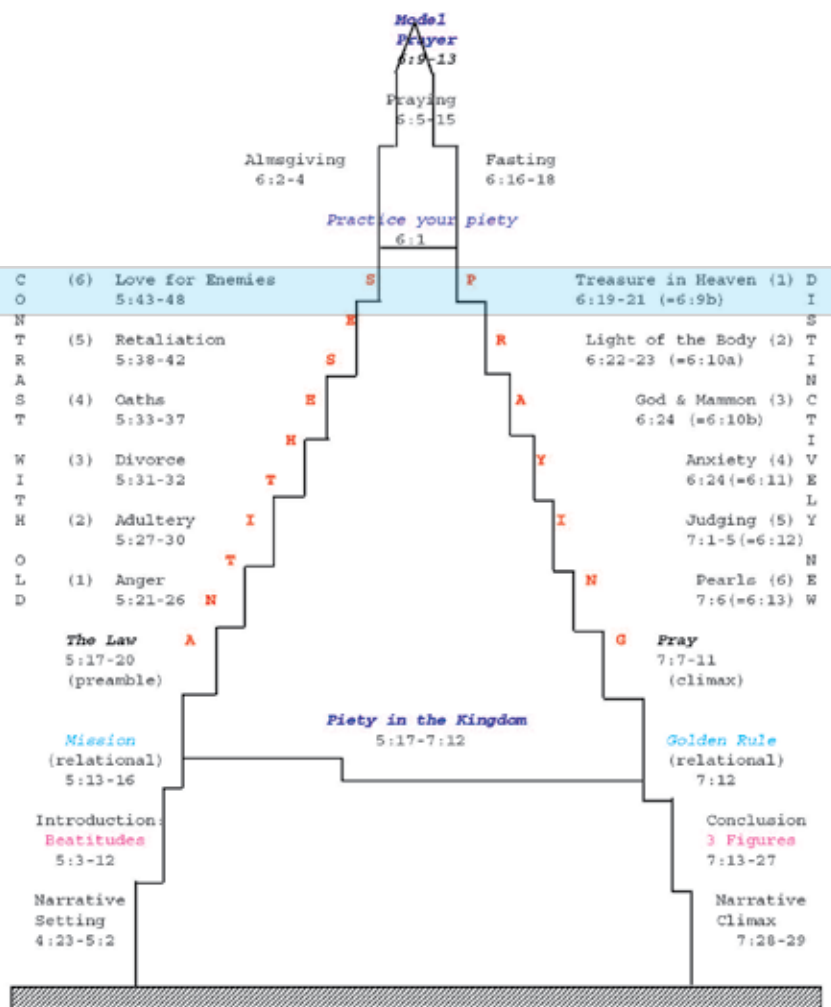 Model
Prayer
6:9-13
Praying
6:5-15
Almsgiving Fasting
6:2-4 6:16-18
Practice your piety
6:1
C (6) Love for Enemies S P Treasure in Heaven (1) D
O 5:43-48 6:19-21 (=6:9b) I
N E S
T (5) Retaliation R Light of the Body (2) T
R 5:38-42 S 6:22-23 (=6:10a) I
A N
S (4) Oaths E A God & Mammon (3) C
T 5:33-37 6:24 (=6:10b) T
H I
W (3) Divorce Y Anxiety (4) V
I 5:31-32 T 6:24(=6:11) E
T L
H (2) Adultery I I Judging (5) Y
5:27-30 7:1-5(=6:12)
O T N
L (1) Anger N Pearls (6) E
D 5:21-26 N 7:6(=6:13) W
The Law A G Pray
5:17-20 7:7-11
(preamble) (climax)
Piety in the Kingdom
Mission 5:17-7:12 Golden Rule
(relational) (relational)
5:13-16 7:12
Introduction: Conclusion
Beatitudes 3 Figures
5:3-12 7:13-27
Narrative Narrative
Setting Climax
4:23-5:2 7:28-29